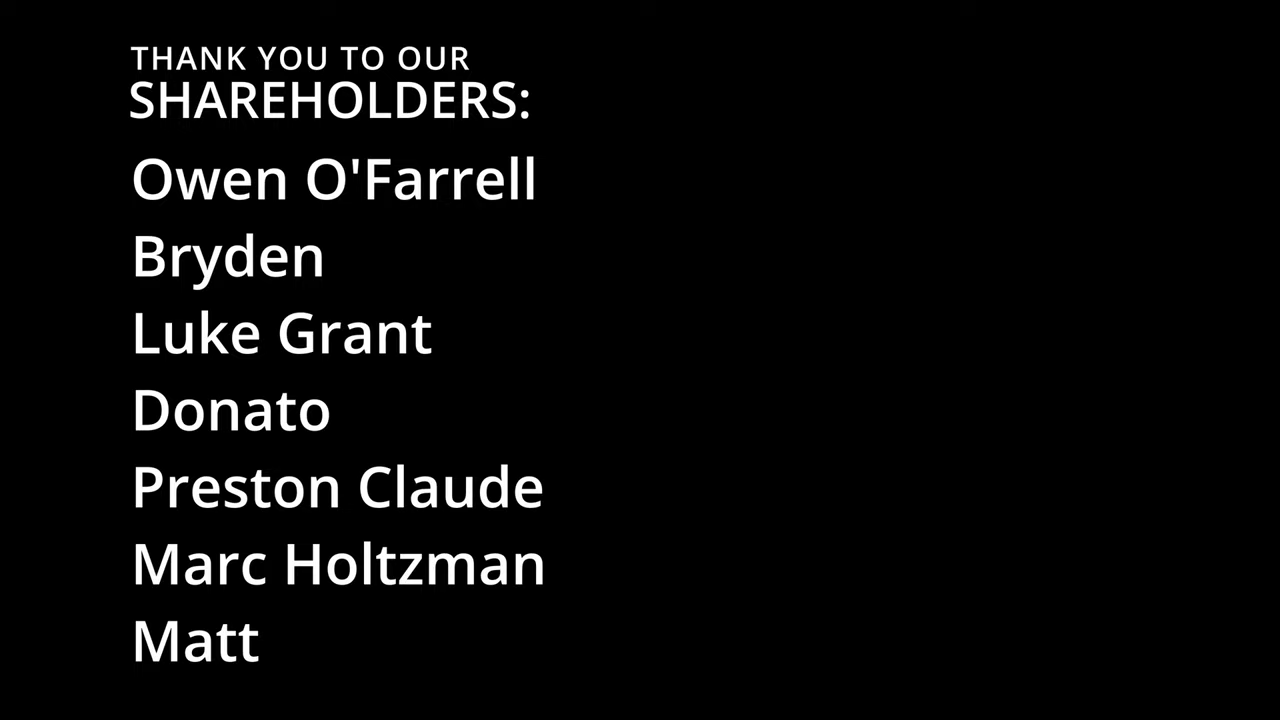 THANK YOU TO OUR
SHAREHOLDERS:
Owen O'Farrell
Bryden
Luke Grant
Donato
Preston Claude
Marc Holtzman
Matt